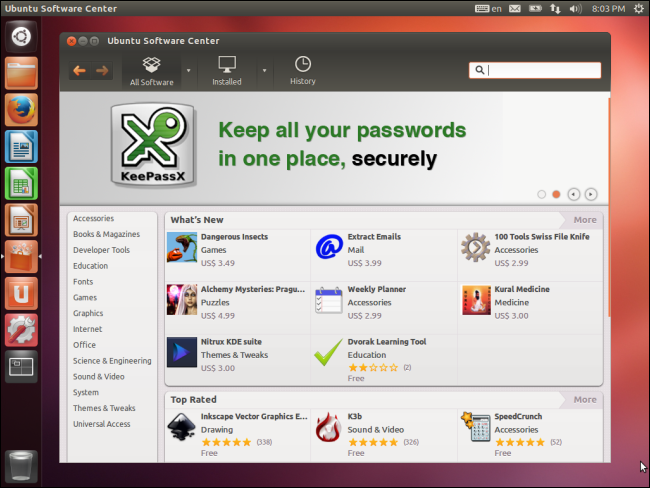 Ubuntu Software Center
en
8:03 PM
Ubuntu Software Center
All Software
Installed
History
KeePassX
Keep all your passwords
in one place, securely
Accessories
Books & Magazines
Developer Tools
Education
Fonts
Games
Graphics
Internet
Office
Science & Engineering
Sound & Video
System
Themes & Tweaks
Universal Access
What's New
More
Dangerous Insects
Games
US$ 3.49
Extract Emails
Mail
US$ 3.99
100 Tools Swiss File Knife
Accessories
US$ 2.99
Alchemy Mysteries: Pragu...
Puzzles
US$ 4.99
Weekly Planner
Accessories
US$ 2.99
Kural Medicine
Medicine
US$ 3.00
Nitrux KDE suite
Themes & Tweaks
US$ 3.00
Dvorak Learning Tool
Education
(2)
Free
Top Rated
More
Inkscape Vector Graphics E...
Drawing
(338)
Free
K3b
Sound & Video
(326)
Free
SpeedCrunch
Accessories
(52)
Free